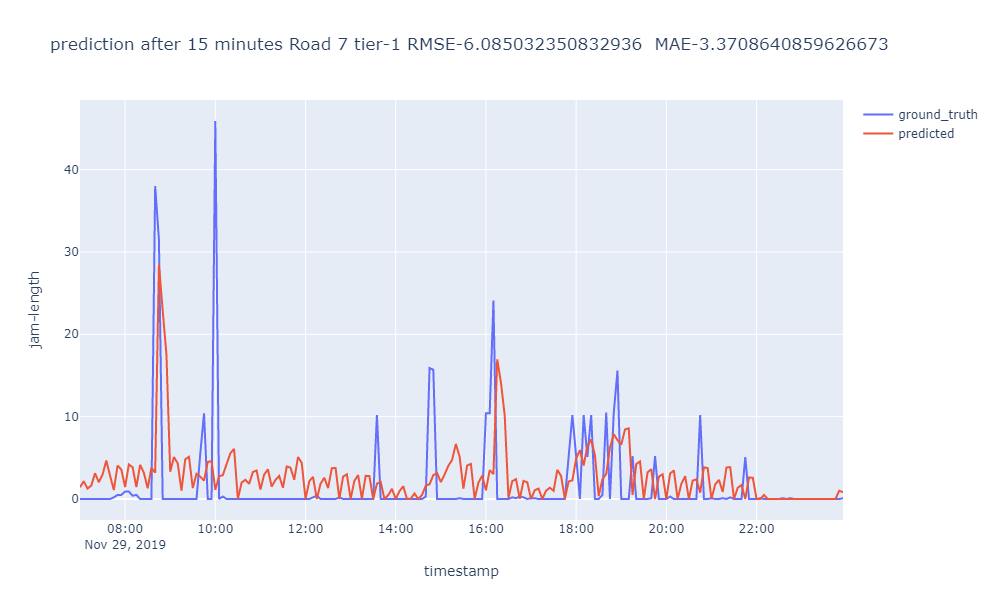 prediction after 15 minutes Road 7 tier-1 RMSE-6.085032350832936  MAE-3.3708640859626673
ground_truth
predicted
40
30
20
10
0
jam-length
08:00 10:00 12:00 14:00 16:00 18:00 20:00 22:00
Nov 29, 2019
timestamp